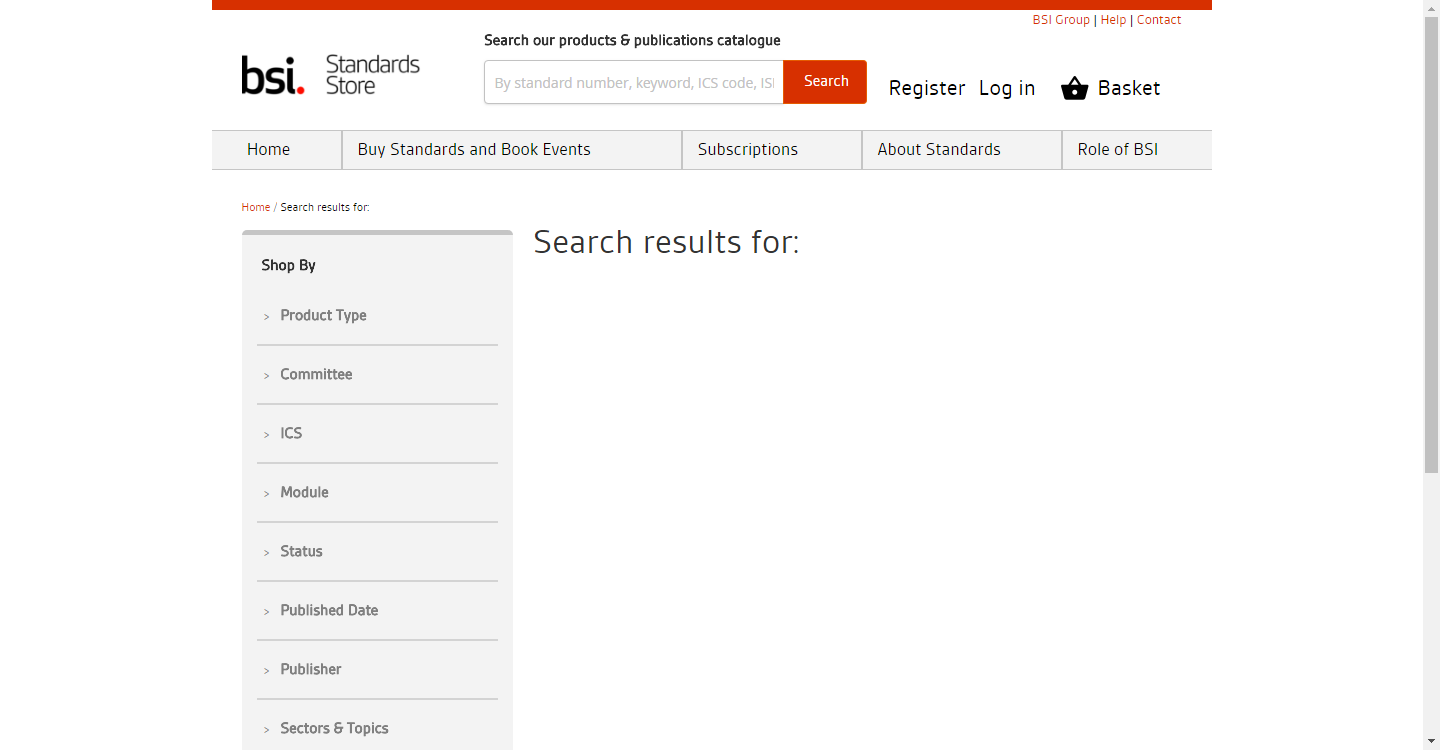 BSI Group | Help | Contact
Search our products & publications catalogue
bsi.
Standards
Store
By standard number, keyword, ICS code, ISI
Search
Register
Log in
Basket
Home
Buy Standards and Book Events
Subscriptions
About Standards
Role of BSI
Home / Search results for:
Shop By
Search results for:
> Product Type
> Committee
> ICS
> Module
> Status
> Published Date
> Publisher
> Sectors & Topics